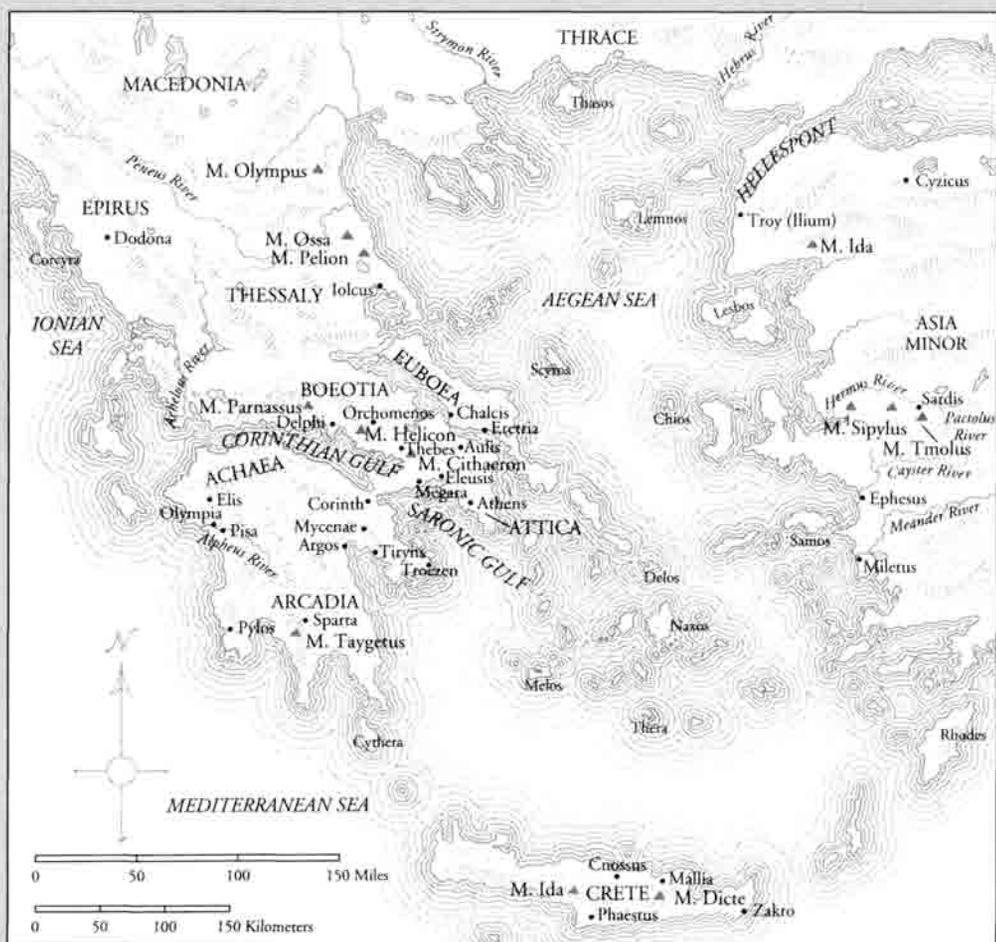 THRACE
Strymon River
Hebrus River
MACEDONIA
Thasos
Peneus River
M. Olympus
HELLESPONT
Cyzicus
EPIRUS
Dodona
Lemnos
Troy (Ilium)
M. Ossa
M. Ida
M. Pelion
Corcyra
THESSALY
Iolcus
AEGEAN SEA
Lesbos
IONIAN
SEA
ASIA
MINOR
Achelous River
EUBOEA
Scyros
BOEOTIA
Hermus River
Sardis
M. Parnassus
Orchomenos
Chalcis
Chios
Pactolus
River
Delphi
M. Helicon
Eretria
M. Sipylus
M. Tmolus
CORINTHIAN GULF
Thebes
Aulis
M. Cithaeron
Cayster River
ACHAEA
Eleusis
Elis
Corinth
Megara
Athens
Ephesus
Olympia
Pisa
Mycenae
SARONIC GULF
ATTICA
Meander River
Alpheus River
Argos
Tiryns
Samos
Miletus
Troezen
Delos
ARCADIA
Sparta
Naxos
Pylos
M. Taygetus
N
Melos
Thera
Rhodes
Cythera
MEDITERRANEAN SEA
0 50 100 150 Miles
0 50 100 150 Kilometers
Cnossus
Mallia
M. Ida
CRETE
M. Dicte
Phaestus
Zakro